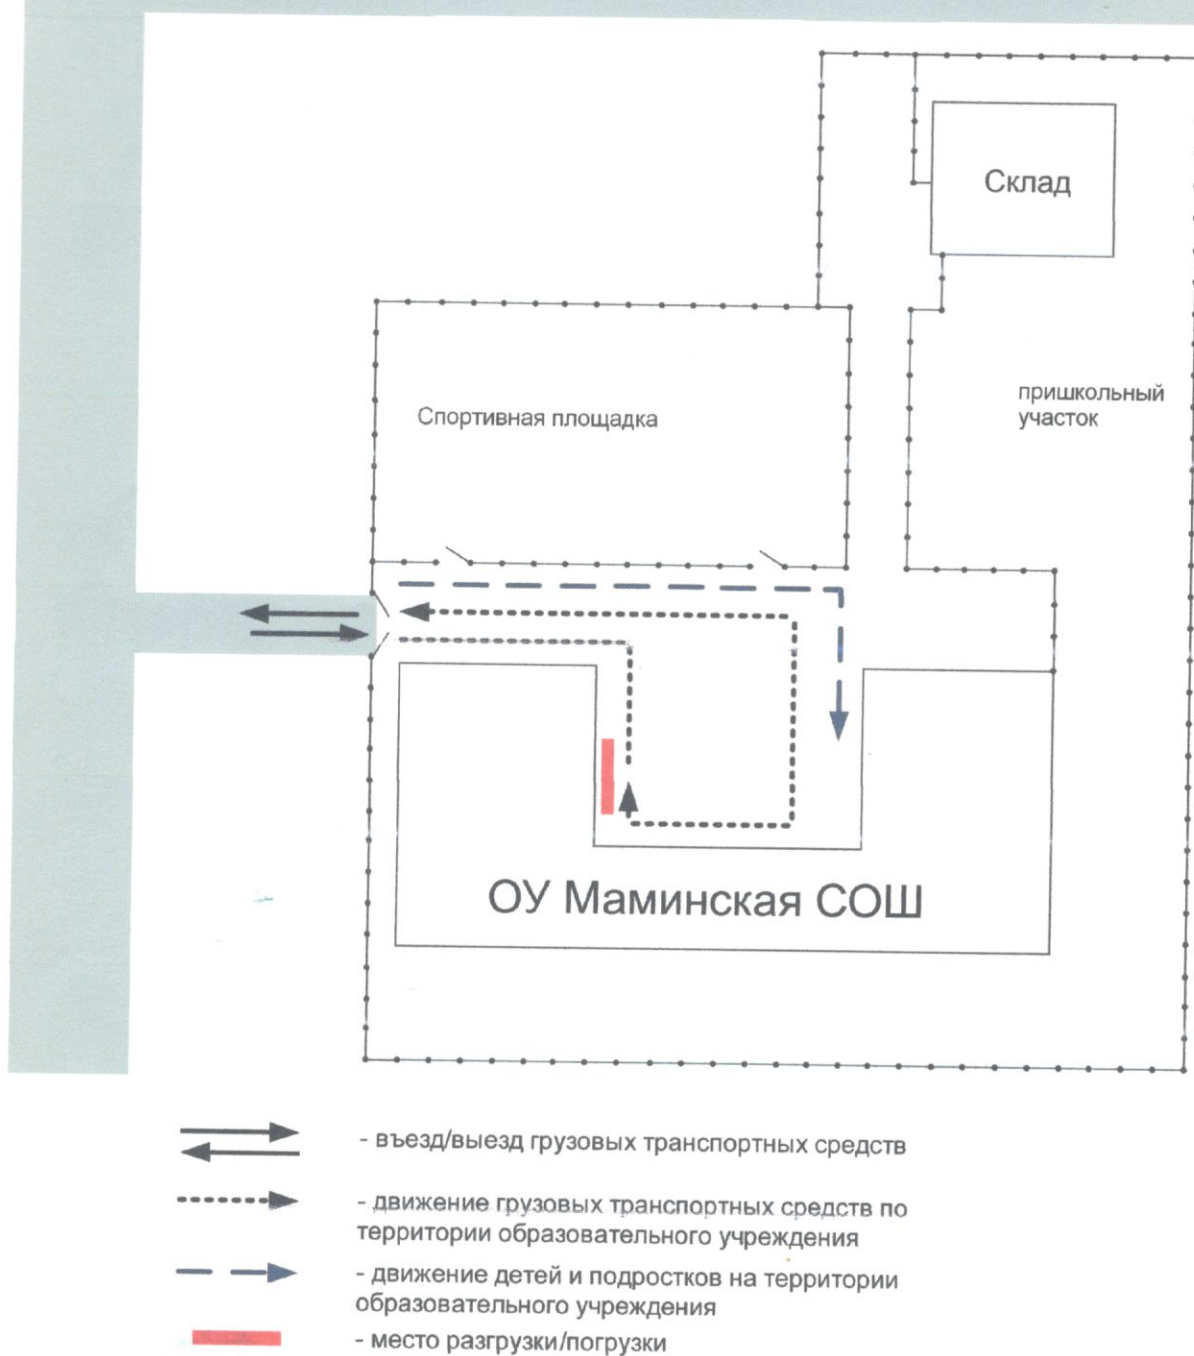 Склад
пришкольный
участок
Спортивная площадка
ОУ Маминская СОШ
- въезд/выезд грузовых транспортных средств
- движение грузовых транспортных средств по
территории образовательного учреждения
- движение детей и подростков на территории
образовательного учреждения
- место разгрузки/погрузки